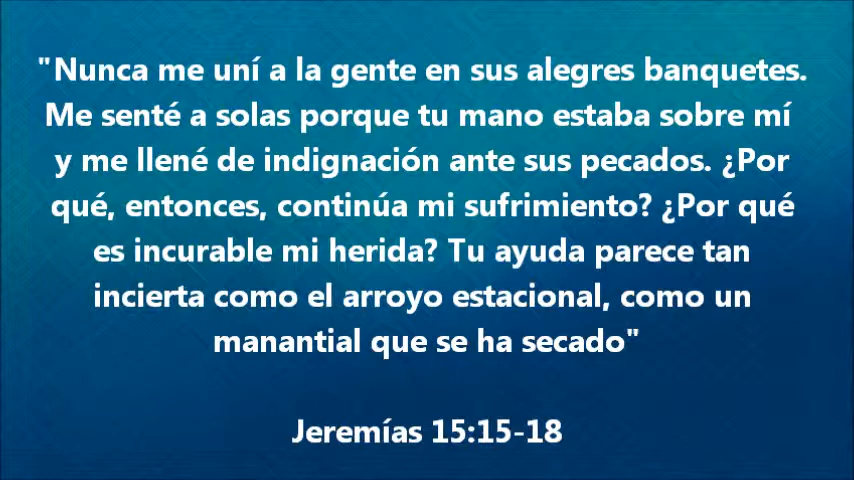 "Nunca me uní a la gente en sus alegres banquetes.
Me senté a solas porque tu mano estaba sobre mí
y me llené de indignación ante sus pecados. ¿Por
qué, entonces, continúa mi sufrimiento? ¿Por qué
es incurable mi herida? Tu ayuda parece tan
incierta como el arroyo estacional, como un
manantial que se ha secado"
Jeremías 15:15-18